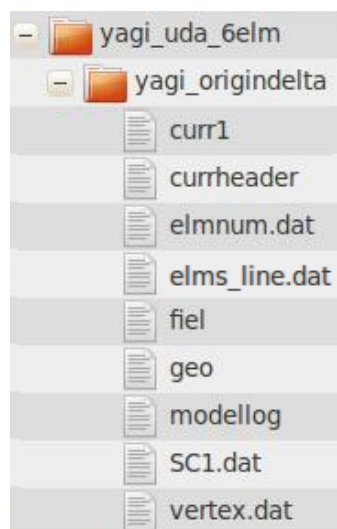 yagi_uda_6elm
yagi_origindelta
curr1
currheader
elmnum.dat
elms_line.dat
fiel
geo
modellog
SC1.dat
vertex.dat